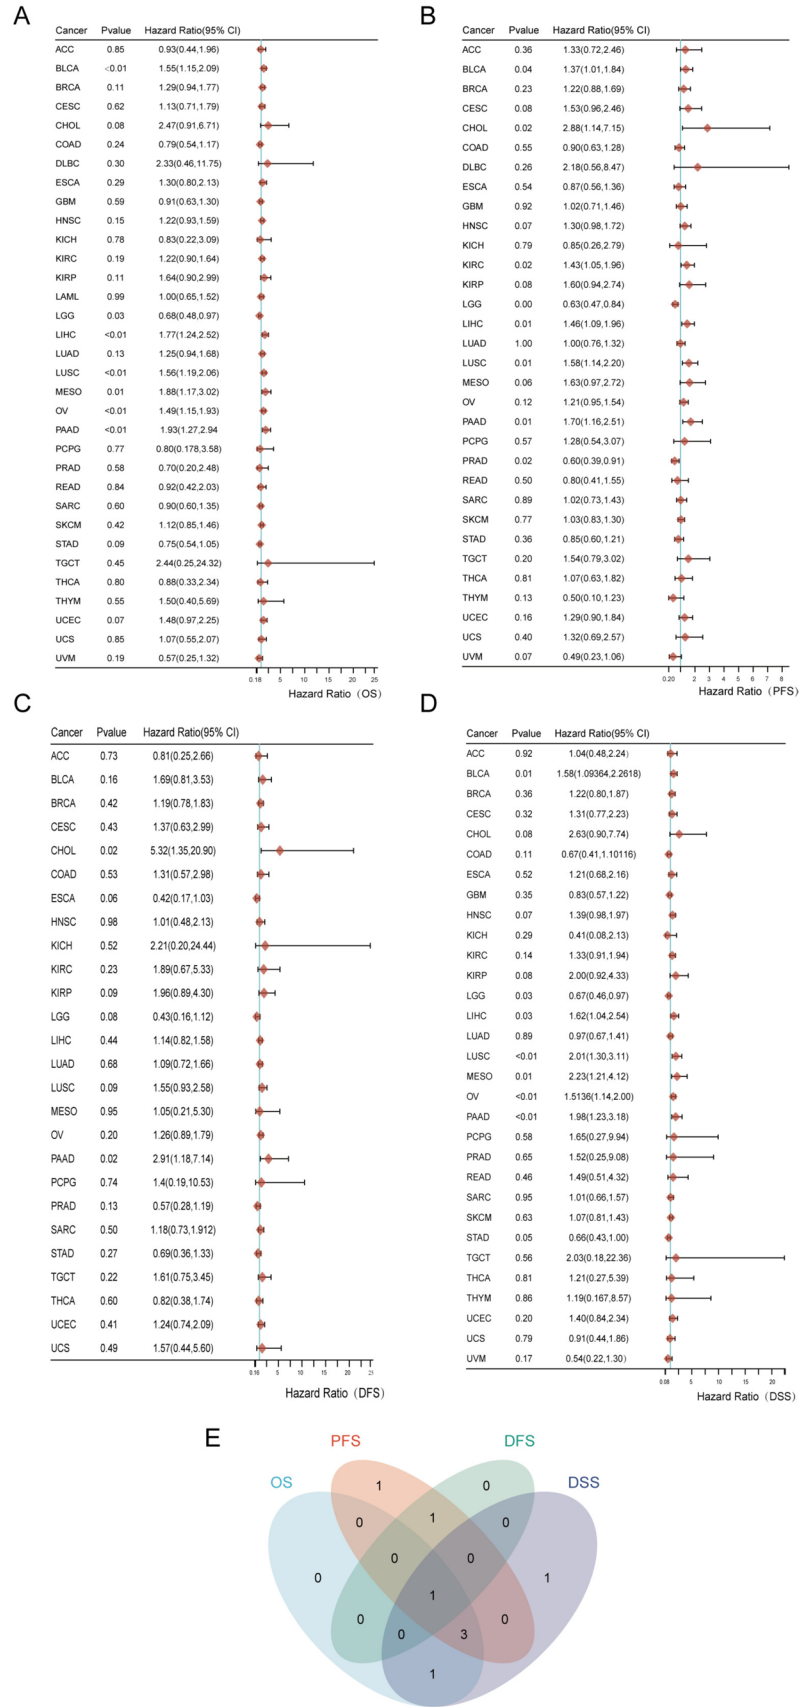 A
Cancer Pvalue Hazard Ratio(95% CI)
ACC 0.85 0.93(0.44,1.96)
BLCA <0.01 1.55(1.15,2.09)
BRCA 0.11 1.29(0.94,1.77)
CESC 0.62 1.13(0.71,1.79)
CHOL 0.08 2.47(0.91,6.71)
COAD 0.24 0.79(0.54,1.17)
DLBC 0.30 2.33(0.46,11.75)
ESCA 0.29 1.30(0.80,2.13)
GBM 0.59 0.91(0.63,1.30)
HNSC 0.15 1.22(0.93,1.59)
KICH 0.78 0.83(0.22,3.09)
KIRC 0.19 1.22(0.90,1.64)
KIRP 0.11 1.64(0.90,2.99)
LAML 0.99 1.00(0.65,1.52)
LGG 0.03 0.68(0.48,0.97)
LIHC <0.01 1.77(1.24,2.52)
LUAD 0.13 1.25(0.94,1.68)
LUSC <0.01 1.56(1.19,2.06)
MESO 0.01 1.88(1.17,3.02)
OV <0.01 1.49(1.15,1.93)
PAAD <0.01 1.93(1.27,2.94
PCPG 0.77 0.80(0.178,3.58)
PRAD 0.58 0.70(0.20,2.48)
READ 0.84 0.92(0.42,2.03)
SARC 0.60 0.90(0.60,1.35)
SKCM 0.42 1.12(0.85,1.46)
STAD 0.09 0.75(0.54,1.05)
TGCT 0.45 2.44(0.25,24.32)
THCA 0.80 0.88(0.33,2.34)
THYM 0.55 1.50(0.40,5.69)
UCEC 0.07 1.48(0.97,2.25)
UCS 0.85 1.07(0.55,2.07)
UVM 0.19 0.57(0.25,1.32)
0.18 5 10 15 20 25
Hazard Ratio（OS）
B
Cancer Pvalue Hazard Ratio(95% CI)
ACC 0.36 1.33(0.72,2.46)
BLCA 0.04 1.37(1.01,1.84)
BRCA 0.23 1.22(0.88,1.69)
CESC 0.08 1.53(0.96,2.46)
CHOL 0.02 2.88(1.14,7.15)
COAD 0.55 0.90(0.63,1.28)
DLBC 0.26 2.18(0.56,8.47)
ESCA 0.54 0.87(0.56,1.36)
GBM 0.92 1.02(0.71,1.46)
HNSC 0.07 1.30(0.98,1.72)
KICH 0.79 0.85(0.26,2.79)
KIRC 0.02 1.43(1.05,1.96)
KIRP 0.08 1.60(0.94,2.74)
LGG 0.00 0.63(0.47,0.84)
LIHC 0.01 1.46(1.09,1.96)
LUAD 1.00 1.00(0.76,1.32)
LUSC 0.01 1.58(1.14,2.20)
MESO 0.06 1.63(0.97,2.72)
OV 0.12 1.21(0.95,1.54)
PAAD 0.01 1.70(1.16,2.51)
PCPG 0.57 1.28(0.54,3.07)
PRAD 0.02 0.60(0.39,0.91)
READ 0.50 0.80(0.41,1.55)
SARC 0.89 1.02(0.73,1.43)
SKCM 0.77 1.03(0.83,1.30)
STAD 0.36 0.85(0.60,1.21)
TGCT 0.20 1.54(0.79,3.02)
THCA 0.81 1.07(0.63,1.82)
THYM 0.13 0.50(0.10,1.23)
UCEC 0.16 1.29(0.90,1.84)
UCS 0.40 1.32(0.69,2.57)
UVM 0.07 0.49(0.23,1.06)
0.20 2 3 5 6 7 8
Hazard Ratio（PFS）
C
Cancer Pvalue Hazard Ratio(95% CI)
ACC 0.73 0.81(0.25,2.66)
BLCA 0.16 1.69(0.81,3.53)
BRCA 0.42 1.19(0.78,1.83)
CESC 0.43 1.37(0.63,2.99)
CHOL 0.02 5.32(1.35,20.90)
COAD 0.53 1.31(0.57,2.98)
ESCA 0.06 0.42(0.17,1.03)
HNSC 0.98 1.01(0.48,2.13)
KICH 0.52 2.21(0.20,24.44)
KIRC 0.23 1.89(0.67,5.33)
KIRP 0.09 1.96(0.89,4.30)
LGG 0.08 0.43(0.16,1.12)
LIHC 0.44 1.14(0.82,1.58)
LUAD 0.68 1.09(0.72,1.66)
LUSC 0.09 1.55(0.93,2.58)
MESO 0.95 1.05(0.21,5.30)
OV 0.20 1.26(0.89,1.79)
PAAD 0.02 2.91(1.18,7.14)
PCPG 0.74 1.4(0.19,10.53)
PRAD 0.13 0.57(0.28,1.19)
SARC 0.50 1.18(0.73,1.912)
STAD 0.27 0.69(0.36,1.33)
TGCT 0.22 1.61(0.75,3.45)
THCA 0.60 0.82(0.38,1.74)
UCEC 0.41 1.24(0.74,2.09)
UCS 0.49 1.57(0.44,5.60)
0.16 5 10 15 20 25
Hazard Ratio（DFS）
D
Cancer Pvalue Hazard Ratio(95% CI)
ACC 0.92 1.04(0.48,2.24)
BLCA 0.01 1.58(1.09364,2.2618)
BRCA 0.36 1.22(0.80,1.87)
CESC 0.32 1.31(0.77,2.23)
CHOL 0.08 2.63(0.90,7.74)
COAD 0.11 0.67(0.41,1.10116)
ESCA 0.52 1.21(0.68,2.16)
GBM 0.35 0.83(0.57,1.22)
HNSC 0.07 1.39(0.98,1.97)
KICH 0.29 0.41(0.08,2.13)
KIRC 0.14 1.33(0.91,1.94)
KIRP 0.08 2.00(0.92,4.33)
LGG 0.03 0.67(0.46,0.97)
LIHC 0.03 1.62(1.04,2.54)
LUAD 0.89 0.97(0.67,1.41)
LUSC <0.01 2.01(1.30,3.11)
MESO 0.01 2.23(1.21,4.12)
OV <0.01 1.5136(1.14,2.00)
PAAD <0.01 1.98(1.23,3.18)
PCPG 0.58 1.65(0.27,9.94)
PRAD 0.65 1.52(0.25,9.08)
READ 0.46 1.49(0.51,4.32)
SARC 0.95 1.01(0.66,1.57)
SKCM 0.63 1.07(0.81,1.43)
STAD 0.05 0.66(0.43,1.00)
TGCT 0.56 2.03(0.18,22.36)
THCA 0.81 1.21(0.27,5.39)
THYM 0.86 1.19(0.167,8.57)
UCEC 0.20 1.40(0.84,2.34)
UCS 0.79 0.91(0.44,1.86)
UVM 0.17 0.54(0.22,1.30)
0.08 5 10 15 20
Hazard Ratio（DSS）
E
PFS DFS
OS DSS
1 0
0 1 0
0 0
0 1 1
0 0
0 3
1